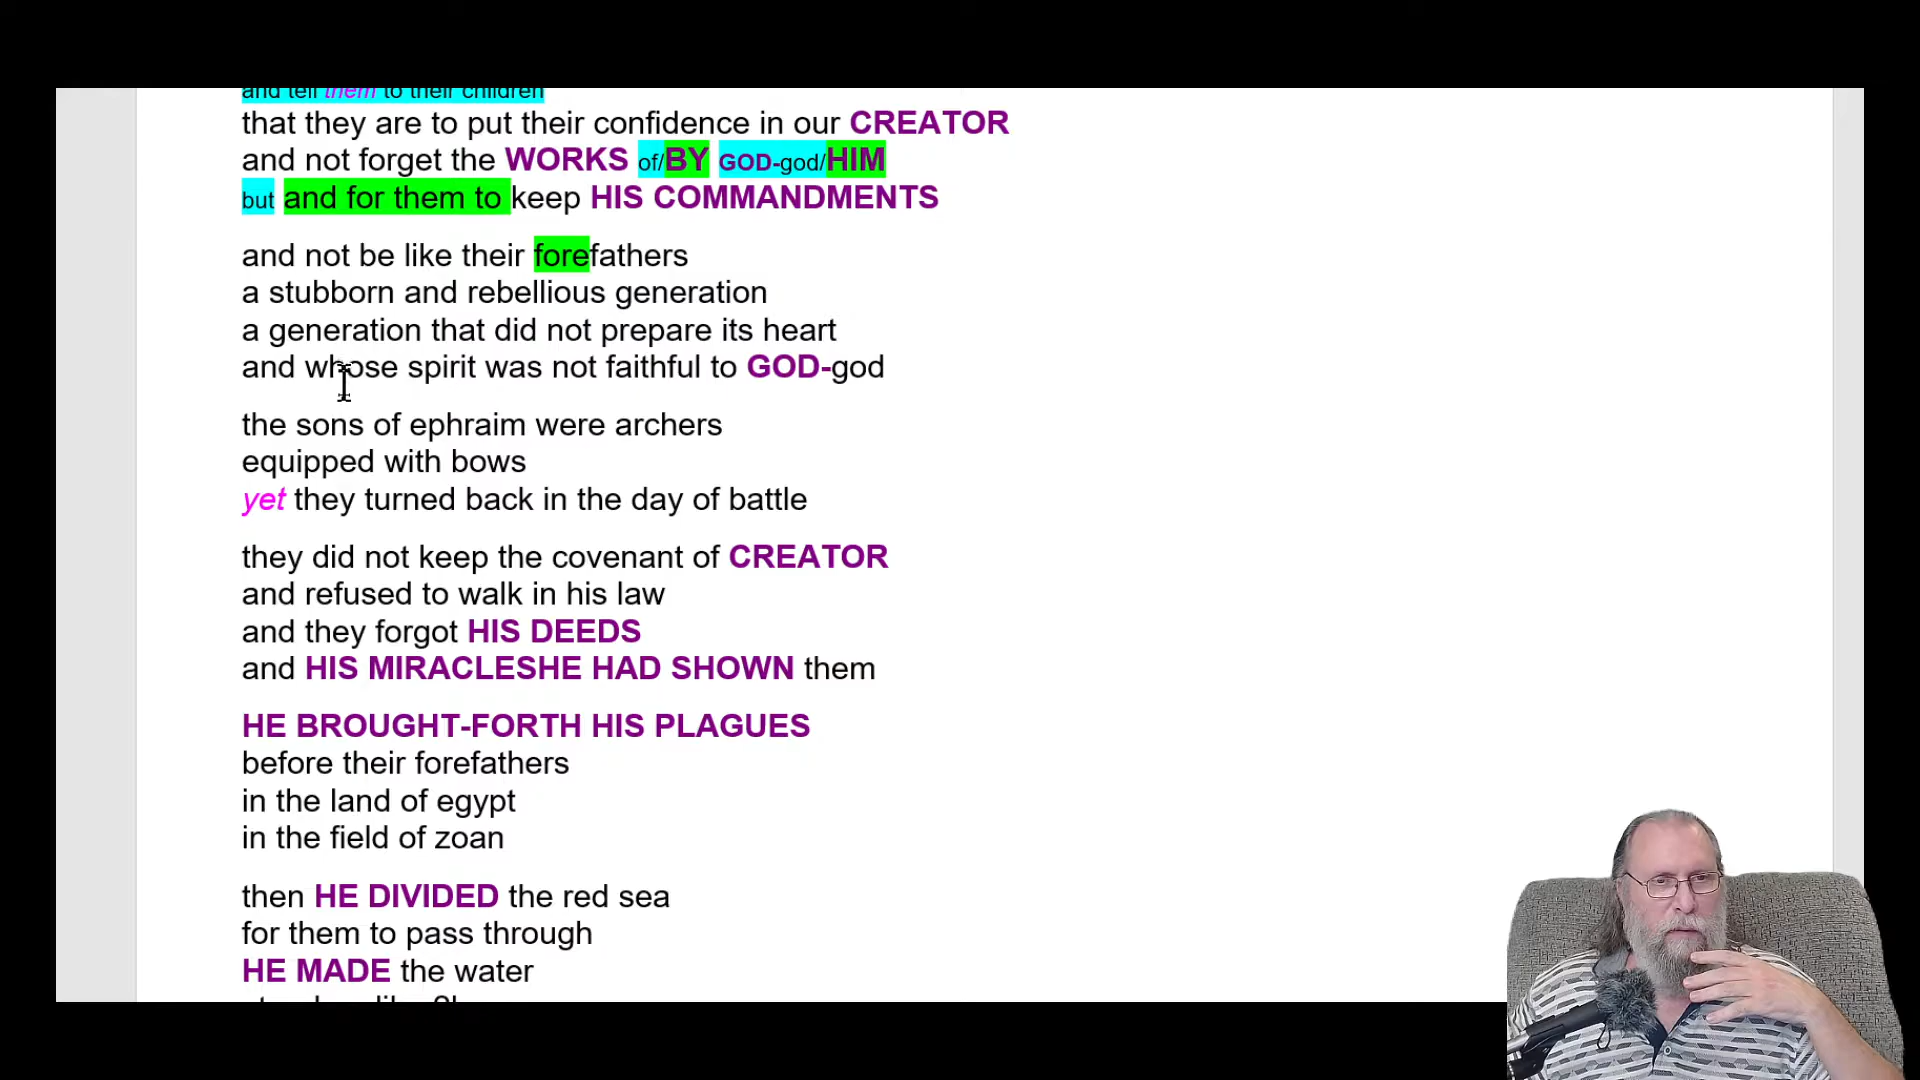 and tell them to their children
that they are to put their confidence in our CREATOR
and not forget the WORKS of/BY GOD-god/HIM
but and for them to keep HIS COMMANDMENTS
and not be like their forefathers
a stubborn and rebellious generation
a generation that did not prepare its heart
and whose spirit was not faithful to GOD-god
the sons of ephraim were archers
equipped with bows
yet they turned back in the day of battle
they did not keep the covenant of CREATOR
and refused to walk in his law
and they forgot HIS DEEDS
and HIS MIRACLESHE HAD SHOWN them
HE BROUGHT-FORTH HIS PLAGUES
before their forefathers
in the land of egypt
in the field of zoan
then HE DIVIDED the red sea
for them to pass through
HE MADE the water